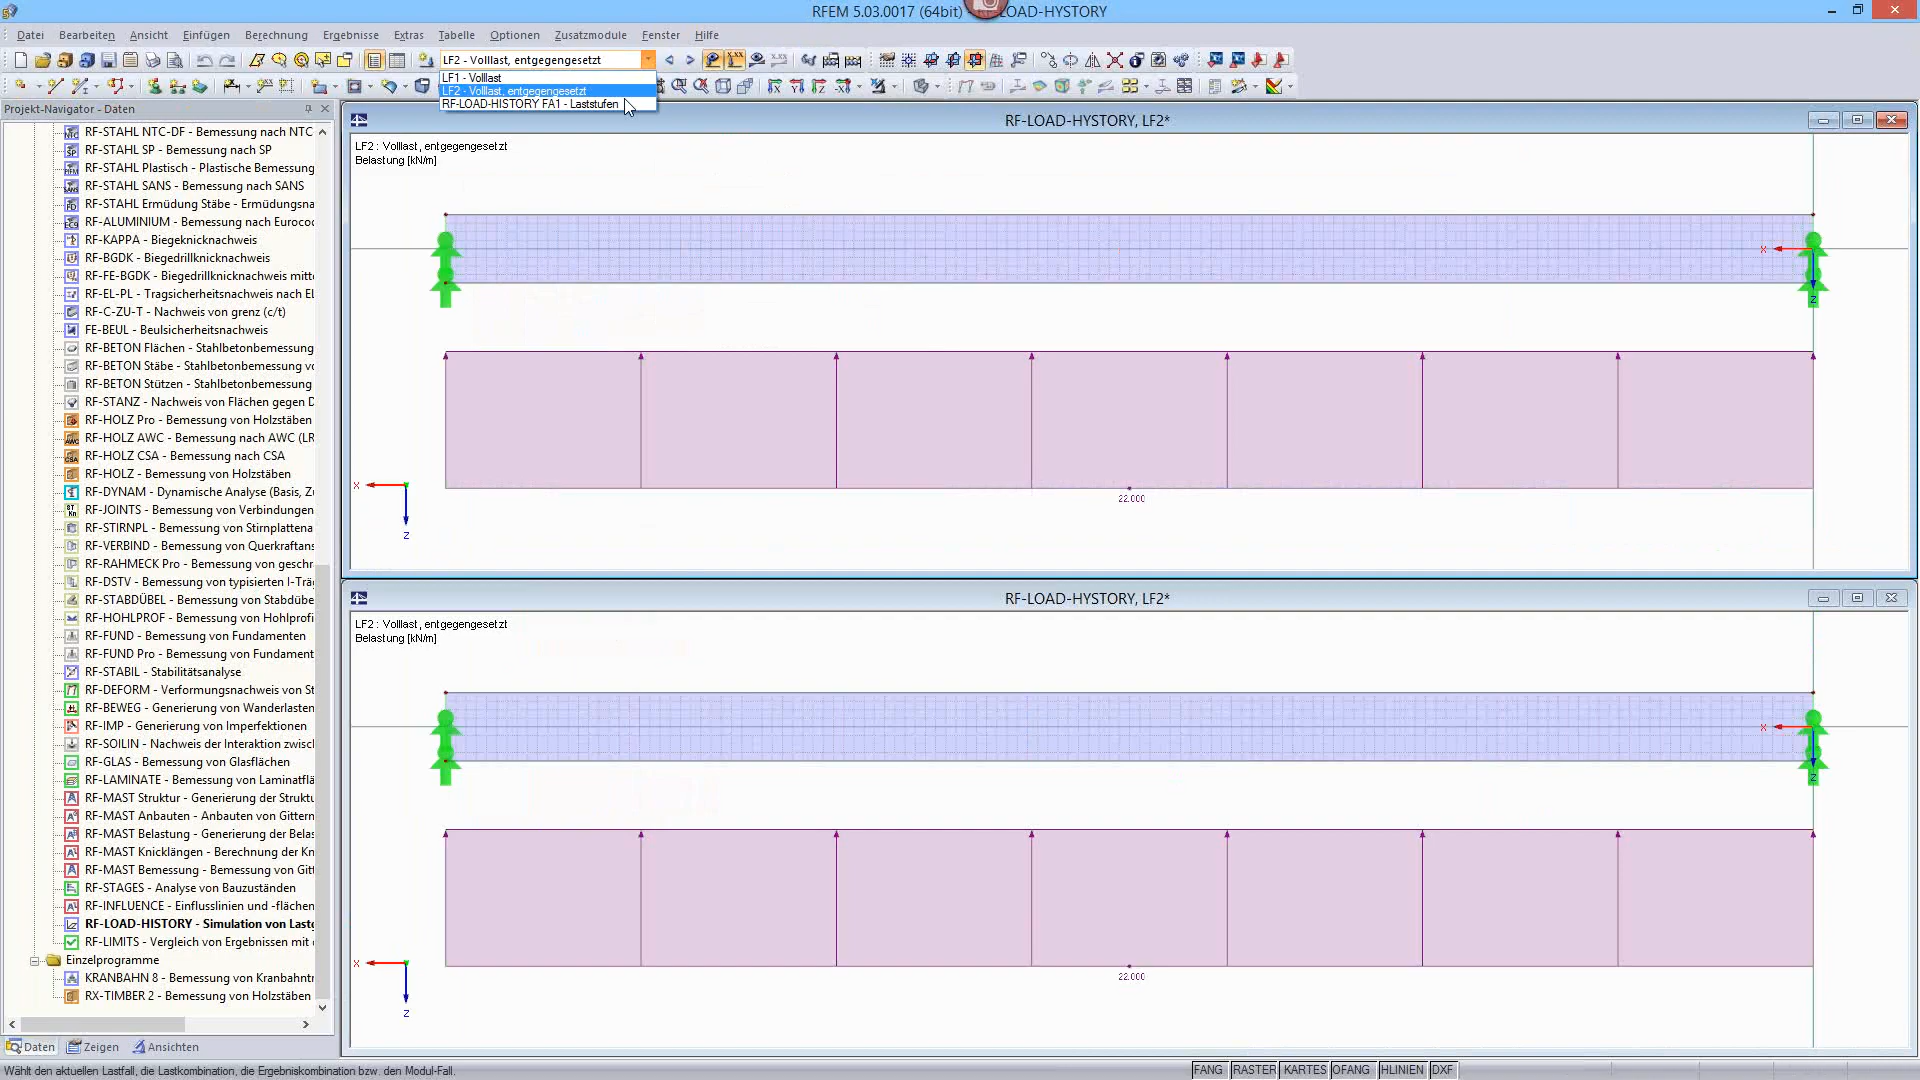 RFEM 5.03.0017 (64bit) - RF-LOAD-HYSTORY
Datei Bearbeiten Ansicht Einfügen Berechnung Ergebnisse Extras Tabelle Optionen Zusatzmodule Fenster Hilfe
LF2 - Volllast, entgegengesetzt
LF1 - Volllast
LF2 - Volllast, entgegengesetzt
RF-LOAD-HISTORY FA1 - Laststufen
Projekt-Navigator - Daten
RF-STAHL NTC-DF - Bemessung nach NTC
RF-STAHL SP - Bemessung nach SP
RF-STAHL Plastisch - Plastische Bemessung
RF-STAHL SANS - Bemessung nach SANS
RF-STAHL Ermüdung Stäbe - Ermüdungsna
RF-ALUMINIUM - Bemessung nach Euroco
RF-KAPPA - Biegeknicknachweis
RF-BGDK - Biegedrillknicknachweis
RF-FE-BGDK - Biegedrillknicknachweis mitt
RF-EL-PL - Tragsicherheitsnachweis nach El
RF-C-ZU-T - Nachweis von grenz (c/t)
FE-BEUL - Beulsicherheitsnachweis
RF-BETON Flächen - Stahlbetonbemessung
RF-BETON Stäbe - Stahlbetonbemessung v
RF-BETON Stützen - Stahlbetonbemessung
RF-STANZ - Nachweis von Flächen gegen D
RF-HOLZ Pro - Bemessung von Holzstäben
RF-HOLZ AWC - Bemessung nach AWC (LR
RF-HOLZ CSA - Bemessung nach CSA
RF-HOLZ - Bemessung von Holzstäben
RF-DYNAM - Dynamische Analyse (Basis, Zu
RF-JOINTS - Bemessung von Verbindungen
RF-STIRNPL - Bemessung von Stirnplattena
RF-VERBIND - Bemessung von Querkraftans
RF-RAHMECK Pro - Bemessung von geschr
RF-DSTV - Bemessung von typisierten I-Trä
RF-STABDÜBEL - Bemessung von Stabdübe
RF-HOHLPROF - Bemessung von Hohlprofi
RF-FUND - Bemessung von Fundamenten
RF-FUND Pro - Bemessung von Fundament
RF-STABIL - Stabilitätsanalyse
RF-DEFORM - Verformungsnachweis von St
RF-BEWEG - Generierung von Wanderlasten
RF-IMP - Generierung von Imperfektionen
RF-SOILIN - Nachweis der Interaktion zwisc
RF-GLAS - Bemessung von Glasflächen
RF-LAMINATE - Bemessung von Laminatflä
RF-MAST Struktur - Generierung der Struktu
RF-MAST Anbauten - Anbauten von Gittern
RF-MAST Belastung - Generierung der Belas
RF-MAST Knicklängen - Berechnung der Kn
RF-MAST Bemessung - Bemessung von Gitt
RF-STAGES - Analyse von Bauzuständen
RF-INFLUENCE - Einflusslinien und -flächen
RF-LOAD-HISTORY - Simulation von Lastg
RF-LIMITS - Vergleich von Ergebnissen mit
Einzelprogramme
KRANBAHN 8 - Bemessung von Kranbahntr
RX-TIMBER 2 - Bemessung von Holzstäben
Daten Zeigen Ansichten
RF-LOAD-HYSTORY, LF2*
LF2 : Volllast, entgegengesetzt
Belastung [kN/m]
X
Z
22.000
X
Z
RF-LOAD-HYSTORY, LF2*
LF2 : Volllast, entgegengesetzt
Belastung [kN/m]
X
Z
22.000
X
Z
Wählt den aktuellen Lastfall, die Lastkombination, die Ergebniskombination bzw. den Modul-Fall.
FANG RASTER KARTES OFANG HLINIEN DXF